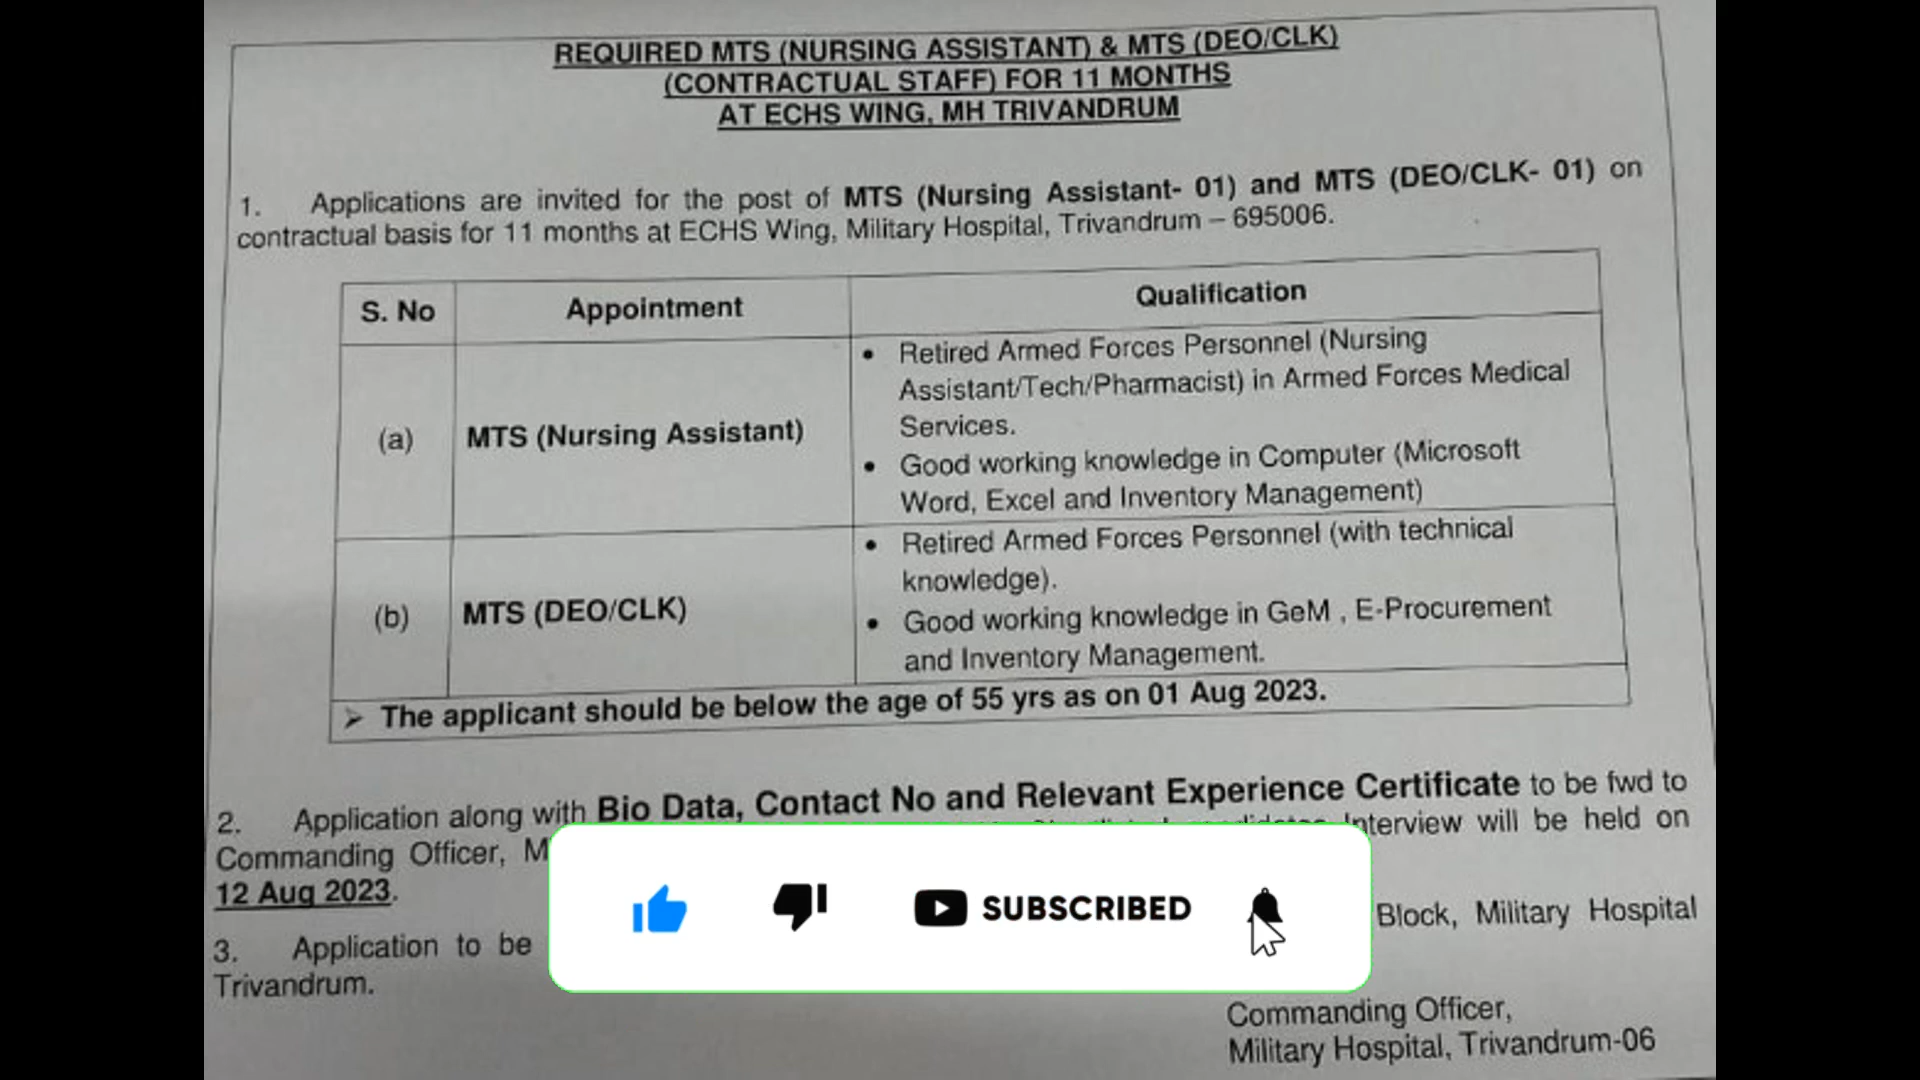 REQUIRED MTS (NURSING ASSISTANT) & MTS (DEO/CLK)
(CONTRACTUAL STAFF) FOR 11 MONTHS
AT ECHS WING, MH TRIVANDRUM
1. Applications are invited for the post of MTS (Nursing Assistant- 01) and MTS (DEO/CLK- 01) on
contractual basis for 11 months at ECHS Wing, Military Hospital, Trivandrum – 695006.
S. No Appointment Qualification
(a) MTS (Nursing Assistant)
• Retired Armed Forces Personnel (Nursing
Assistant/Tech/Pharmacist) in Armed Forces Medical
Services.
• Good working knowledge in Computer (Microsoft
Word, Excel and Inventory Management)
(b) MTS (DEO/CLK)
• Retired Armed Forces Personnel (with technical
knowledge).
• Good working knowledge in GeM , E-Procurement
and Inventory Management.
➢ The applicant should be below the age of 55 yrs as on 01 Aug 2023.
2. Application along with Bio Data, Contact No and Relevant Experience Certificate to be fwd to
Commanding Officer, Interview will be held on
12 Aug 2023.
3. Application to be Block, Military Hospital
Trivandrum.
SUBSCRIBED
Commanding Officer,
Military Hospital, Trivandrum-06